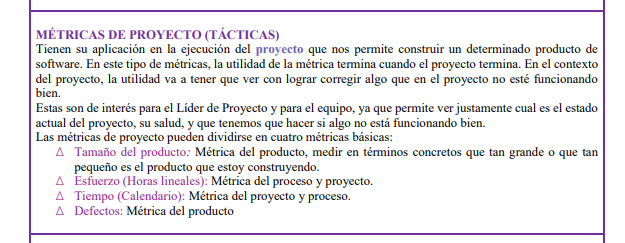 MÉTRICAS DE PROYECTO (TÁCTICAS)
Tienen su aplicación en la ejecución del proyecto que nos permite construir un determinado producto de
software. En este tipo de métricas, la utilidad de la métrica termina cuando el proyecto termina. En el contexto
del proyecto, la utilidad va a tener que ver con lograr corregir algo que en el proyecto no esté funcionando
bien.
Estas son de interés para el Líder de Proyecto y para el equipo, ya que permite ver justamente cual es el estado
actual del proyecto, su salud, y que tenemos que hacer si algo no está funcionando bien.
Las métricas de proyecto pueden dividirse en cuatro métricas básicas:
∆ Tamaño del producto: Métrica del producto, medir en términos concretos que tan grande o que tan
pequeño es el producto que estoy construyendo.
∆ Esfuerzo (Horas lineales): Métrica del proceso y proyecto.
∆ Tiempo (Calendario): Métrica del proyecto y proceso.
∆ Defectos: Métrica del producto